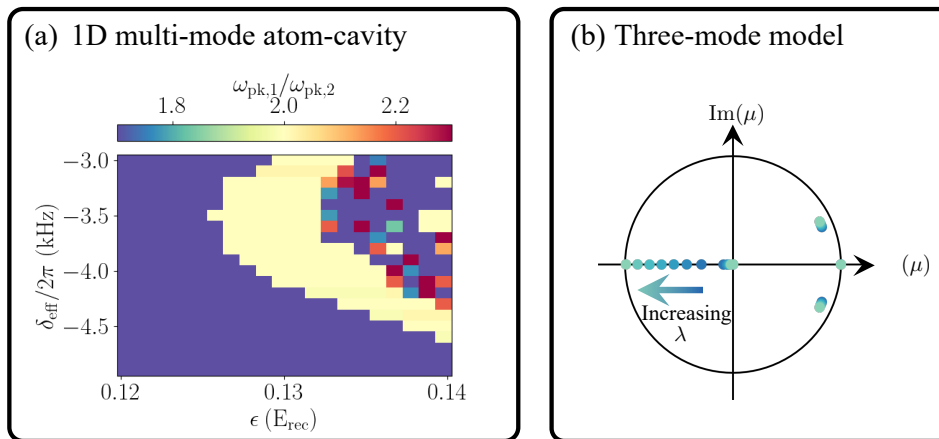 (a) 1D multi-mode atom-cavity
ω_pk,1/ω_pk,2
1.8 2.0 2.2
−3.0
−3.5
−4.0
−4.5
δ_eff/2π (kHz)
0.12 0.13 0.14
ϵ (E_rec)
(b) Three-mode model
Im(μ)
(μ)
Increasing
λ